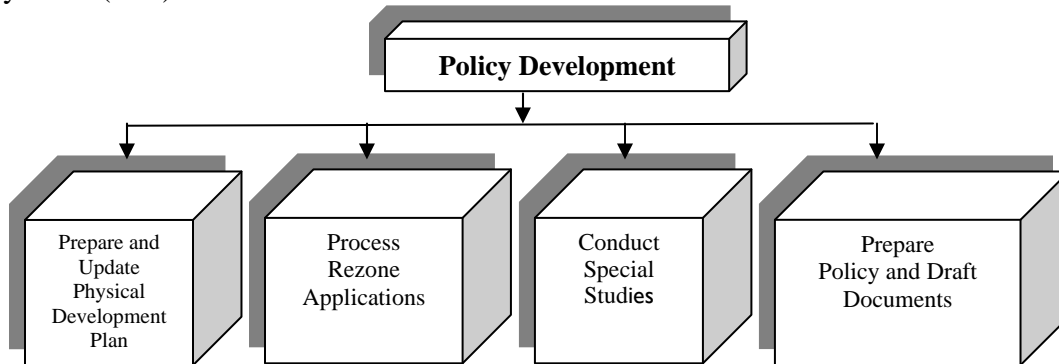 Policy Development
Prepare and
Update
Physical
Development
Plan
Process
Rezone
Applications
Conduct
Special
Studies
Prepare
Policy and Draft
Documents